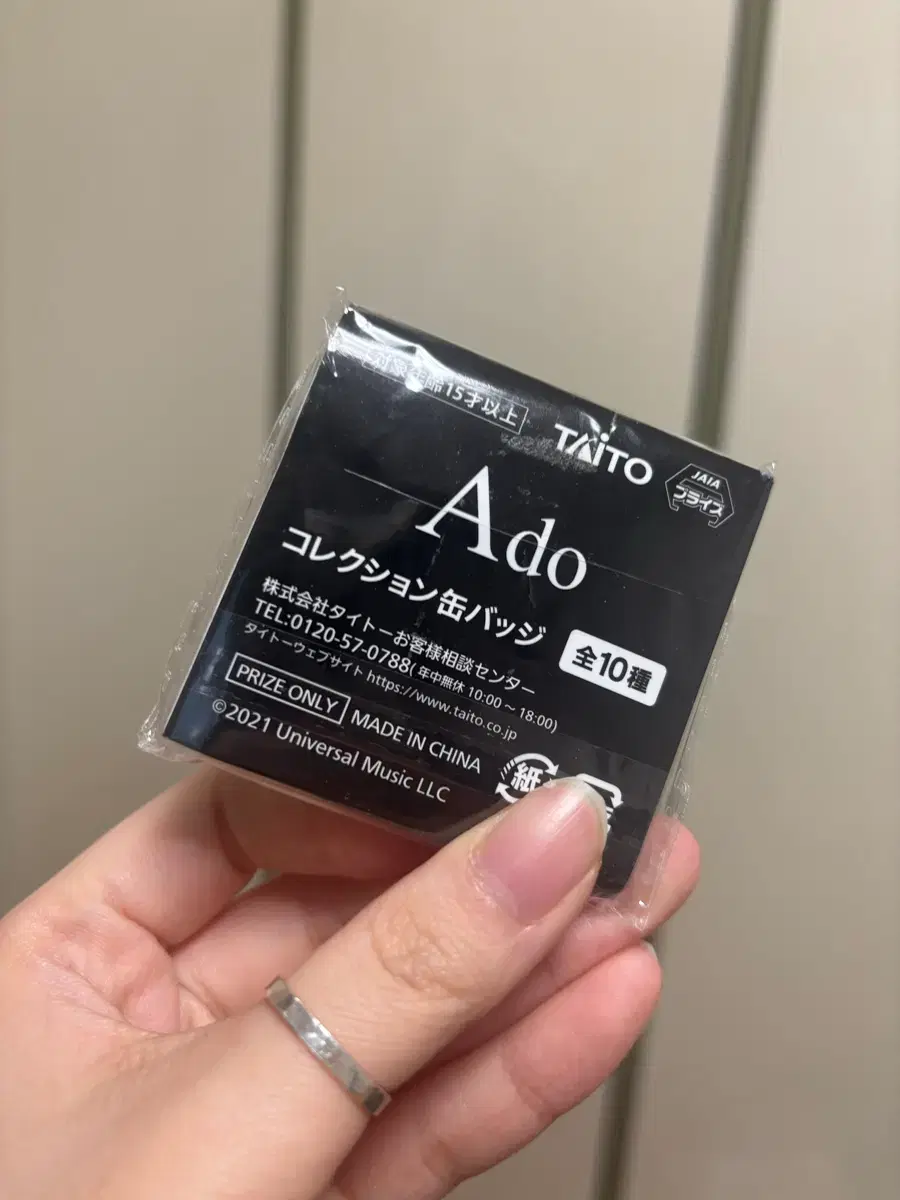 対象年齢15才以上
TAITO
JAIA
プライズ
Ado
コレクション缶バッジ
全10種
株式会社タイトーお客様相談センター
TEL:0120-57-0788(年中無休 10:00～18:00)
タイトーウェブサイト https://www.taito.co.jp
PRIZE ONLY MADE IN CHINA
©2021 Universal Music LLC
紙